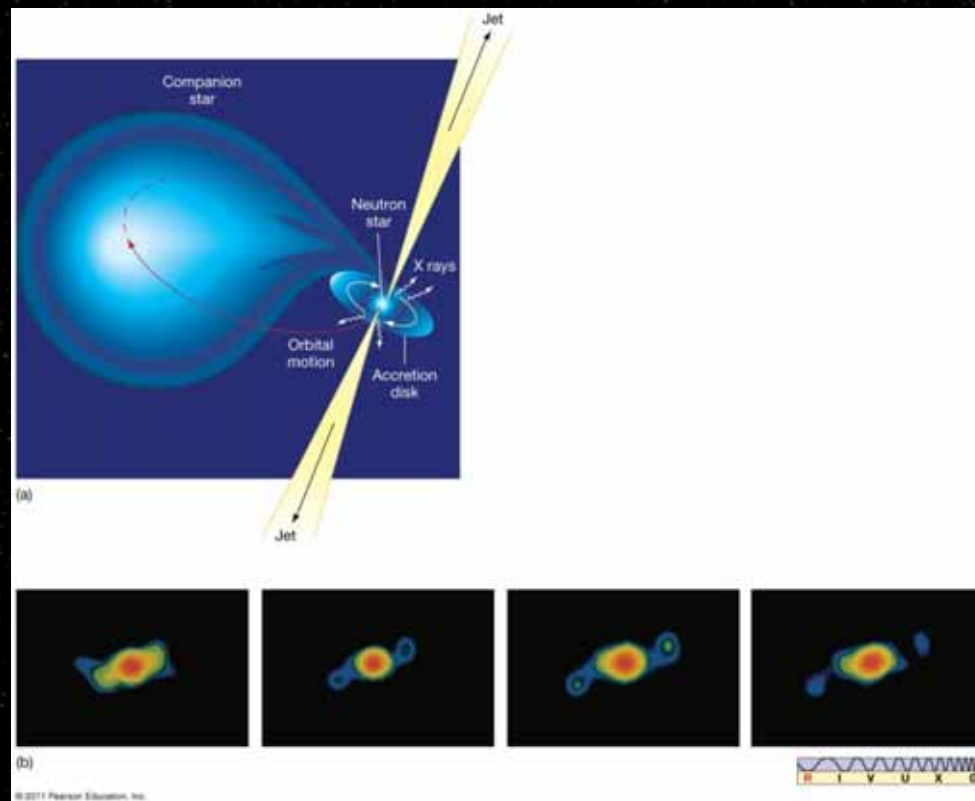 Jet
Companion
star
Neutron
star
X rays
Orbital
motion
Accretion
disk
(a)
Jet
(b)
R I V U X G
© 2011 Pearson Education, Inc.